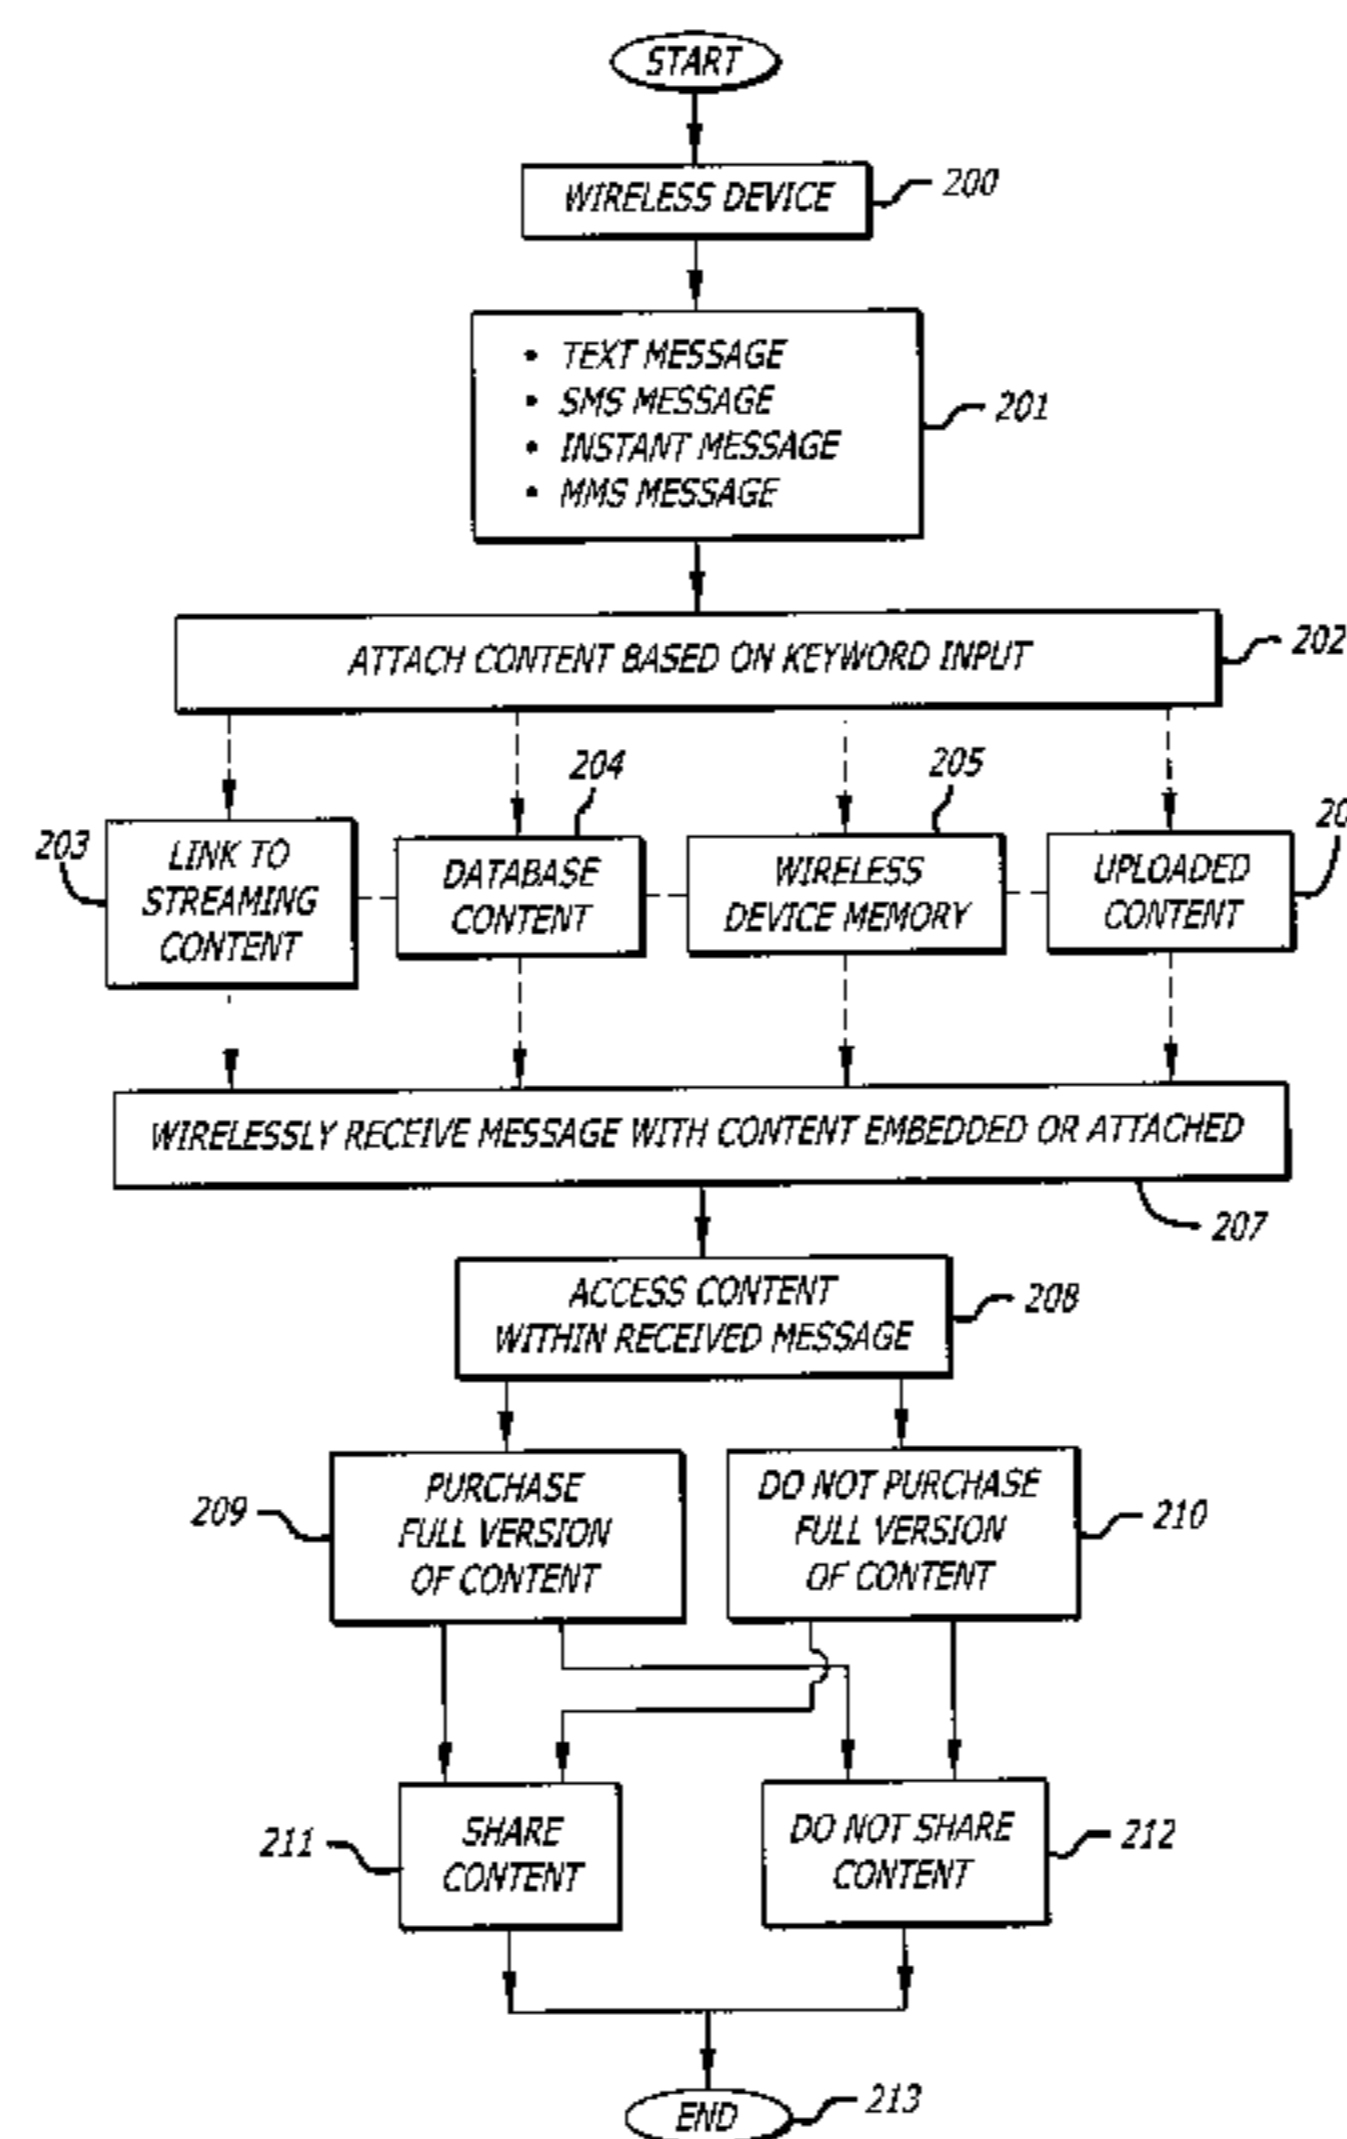 START
WIRELESS DEVICE
200
• TEXT MESSAGE
• SMS MESSAGE
• INSTANT MESSAGE
• MMS MESSAGE
201
ATTACH CONTENT BASED ON KEYWORD INPUT
202
203
LINK TO
STREAMING
CONTENT
204
DATABASE
CONTENT
205
WIRELESS
DEVICE MEMORY
20
UPLOADED
CONTENT
WIRELESSLY RECEIVE MESSAGE WITH CONTENT EMBEDDED OR ATTACHED
207
ACCESS CONTENT
WITHIN RECEIVED MESSAGE
208
209
PURCHASE
FULL VERSION
OF CONTENT
DO NOT PURCHASE
FULL VERSION
OF CONTENT
210
211
SHARE
CONTENT
DO NOT SHARE
CONTENT
212
END
213